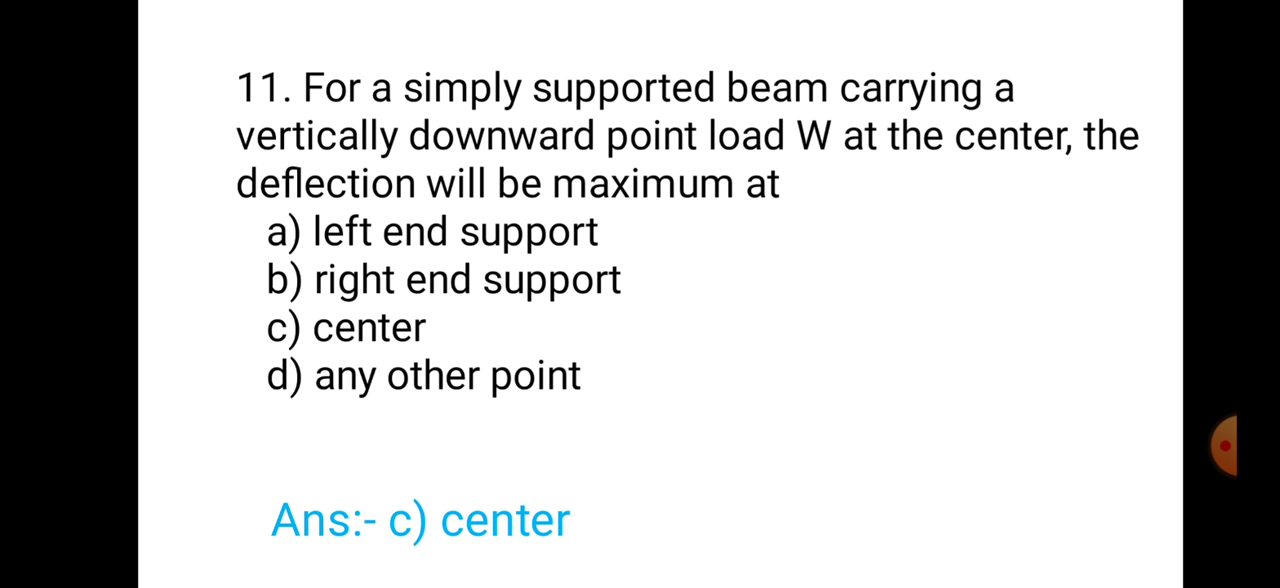 11. For a simply supported beam carrying a
vertically downward point load W at the center, the
deflection will be maximum at
a) left end support
b) right end support
c) center
d) any other point
Ans:- c) center